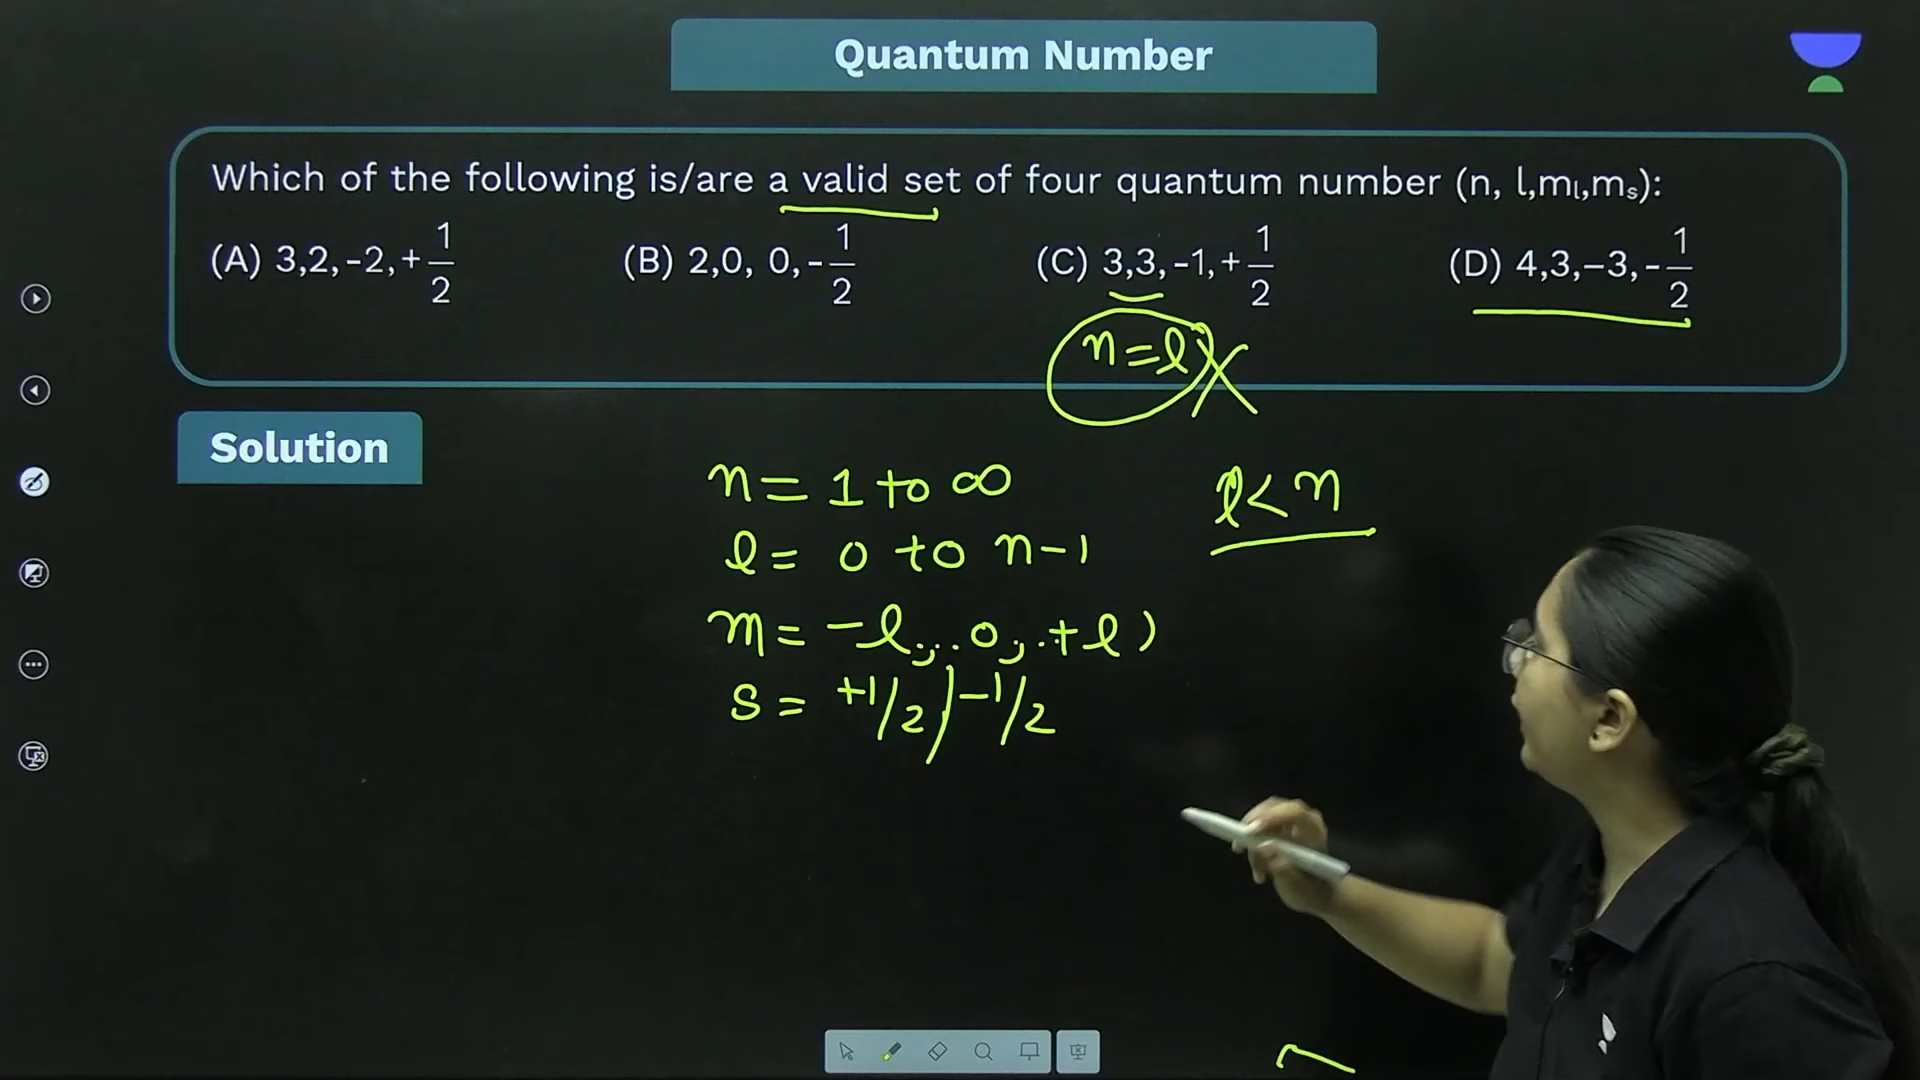 Quantum Number
Which of the following is/are a valid set of four quantum number (n, l,mₗ,mₛ):
(A) 3,2,-2,+1/2 (B) 2,0, 0,-1/2 (C) 3,3,-1,+1/2 (D) 4,3,-3,-1/2
n=l
Solution
n = 1 to ∞
l < n
l = 0 to n-1
m = -l,...0,..+l)
s = +1/2/-1/2